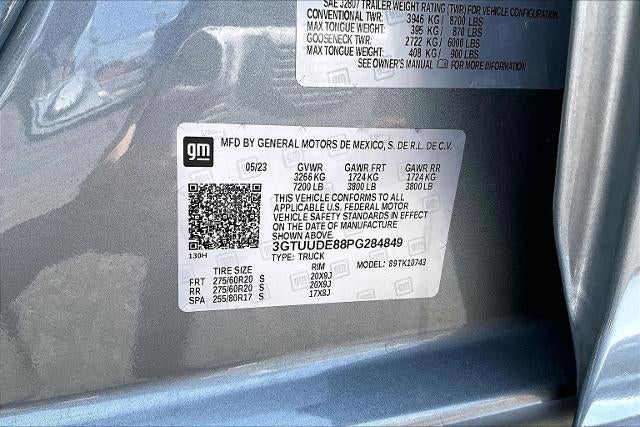 SAE J2807 TRAILER WEIGHT RATING (TWR) FOR VEHICLE CONFIGURATION.
CONVENTIONAL TWR: 3946 KG / 8700 LBS
MAX TONGUE WEIGHT: 395 KG / 870 LBS
GOOSENECK TWR: 2722 KG / 6000 LBS
MAX TONGUE WEIGHT: 408 KG / 900 LBS
SEE OWNER'S MANUAL FOR MORE INFORMATION
gm
MFD BY GENERAL MOTORS DE MEXICO, S. DE R.L. DE C.V.
05/23 GVWR GAWR FRT GAWR RR
3266 KG 1724 KG 1724 KG
7200 LB 3800 LB 3800 LB
THIS VEHICLE CONFORMS TO ALL
APPLICABLE U.S. FEDERAL MOTOR
VEHICLE SAFETY STANDARDS IN EFFECT
ON THE DATE OF MANUFACTURE SHOWN ABOVE.
3GTUUDE88PG284849
130H
TYPE: TRUCK MODEL: 89TK10743
TIRE SIZE RIM
FRT 275/60R20 S 20X9J
RR 275/60R20 S 20X9J
SPA 255/80R17 S 17X8J